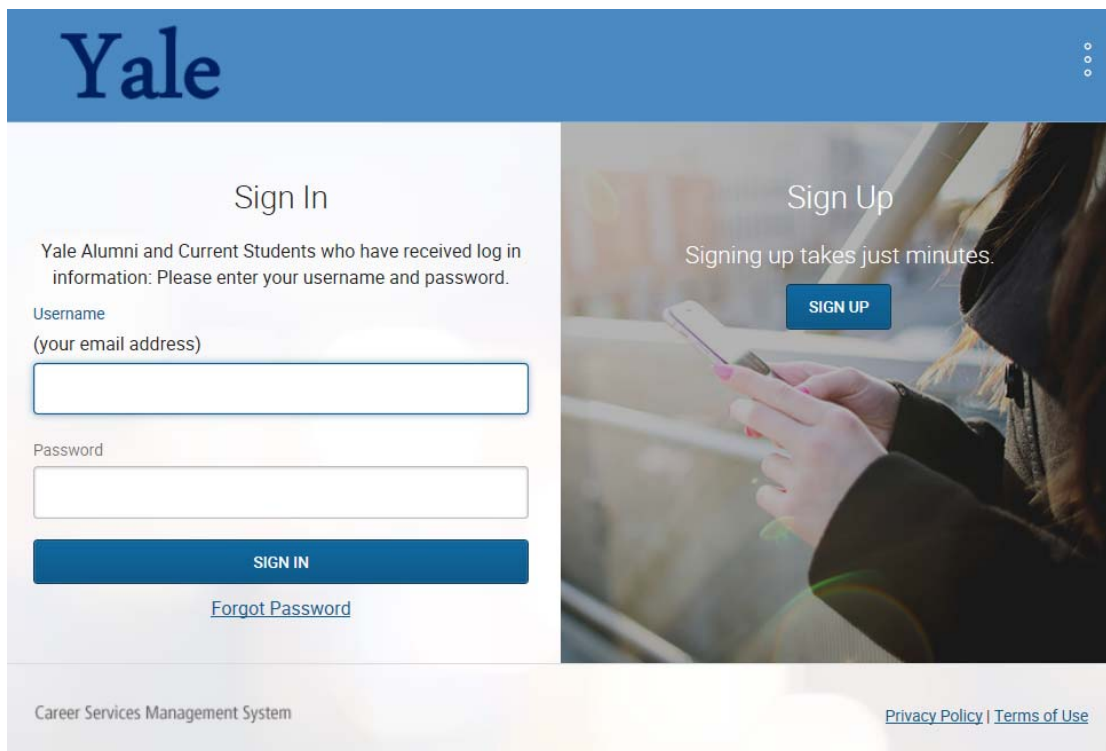 Yale
Sign In
Yale Alumni and Current Students who have received log in
information: Please enter your username and password.
Username
(your email address)
Password
SIGN IN
Forgot Password
Sign Up
Signing up takes just minutes.
SIGN UP
Career Services Management System
Privacy Policy | Terms of Use